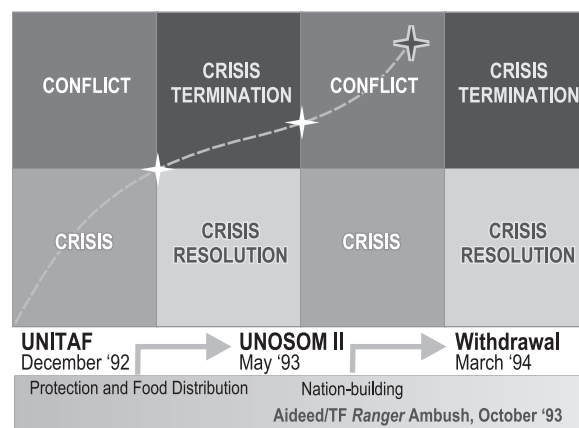 CONFLICT
CRISIS
TERMINATION
CONFLICT
CRISIS
TERMINATION
CRISIS
CRISIS
RESOLUTION
CRISIS
CRISIS
RESOLUTION
UNITAF
December ‘92
UNOSOM II
May ‘93
Withdrawal
March ‘94
Protection and Food Distribution
Nation-building
Aideed/TF Ranger Ambush, October ‘93